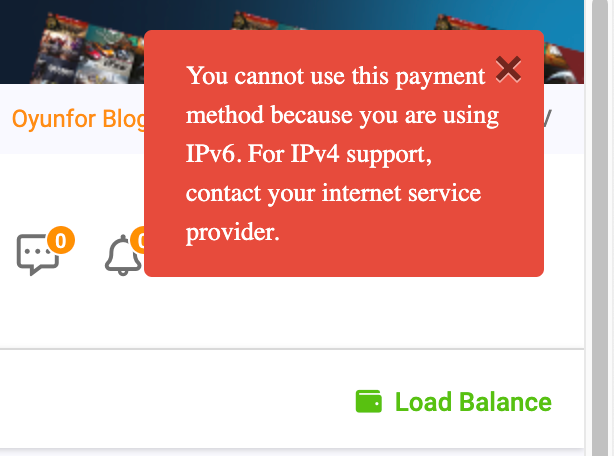 You cannot use this payment
method because you are using
IPv6. For IPv4 support,
contact your internet service
provider.
Oyunfor Blog
0
Load Balance